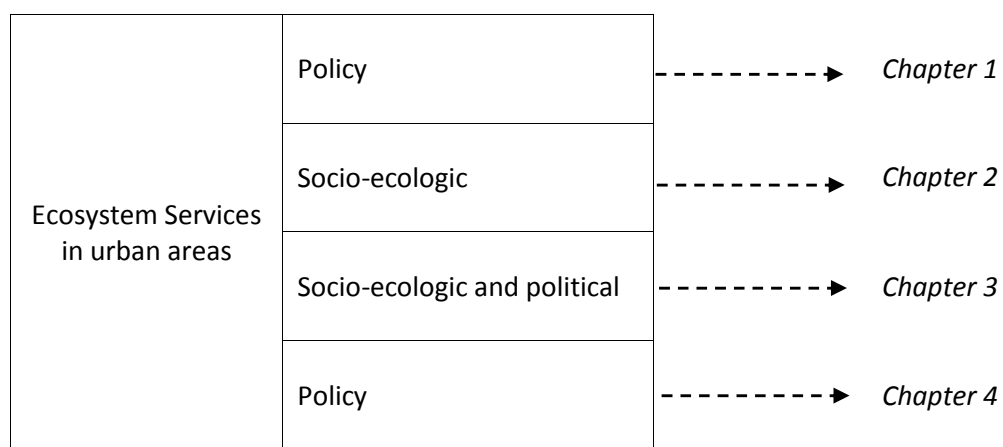 Policy
Chapter 1
Socio-ecologic
Chapter 2
Ecosystem Services
in urban areas
Socio-ecologic and political
Chapter 3
Policy
Chapter 4